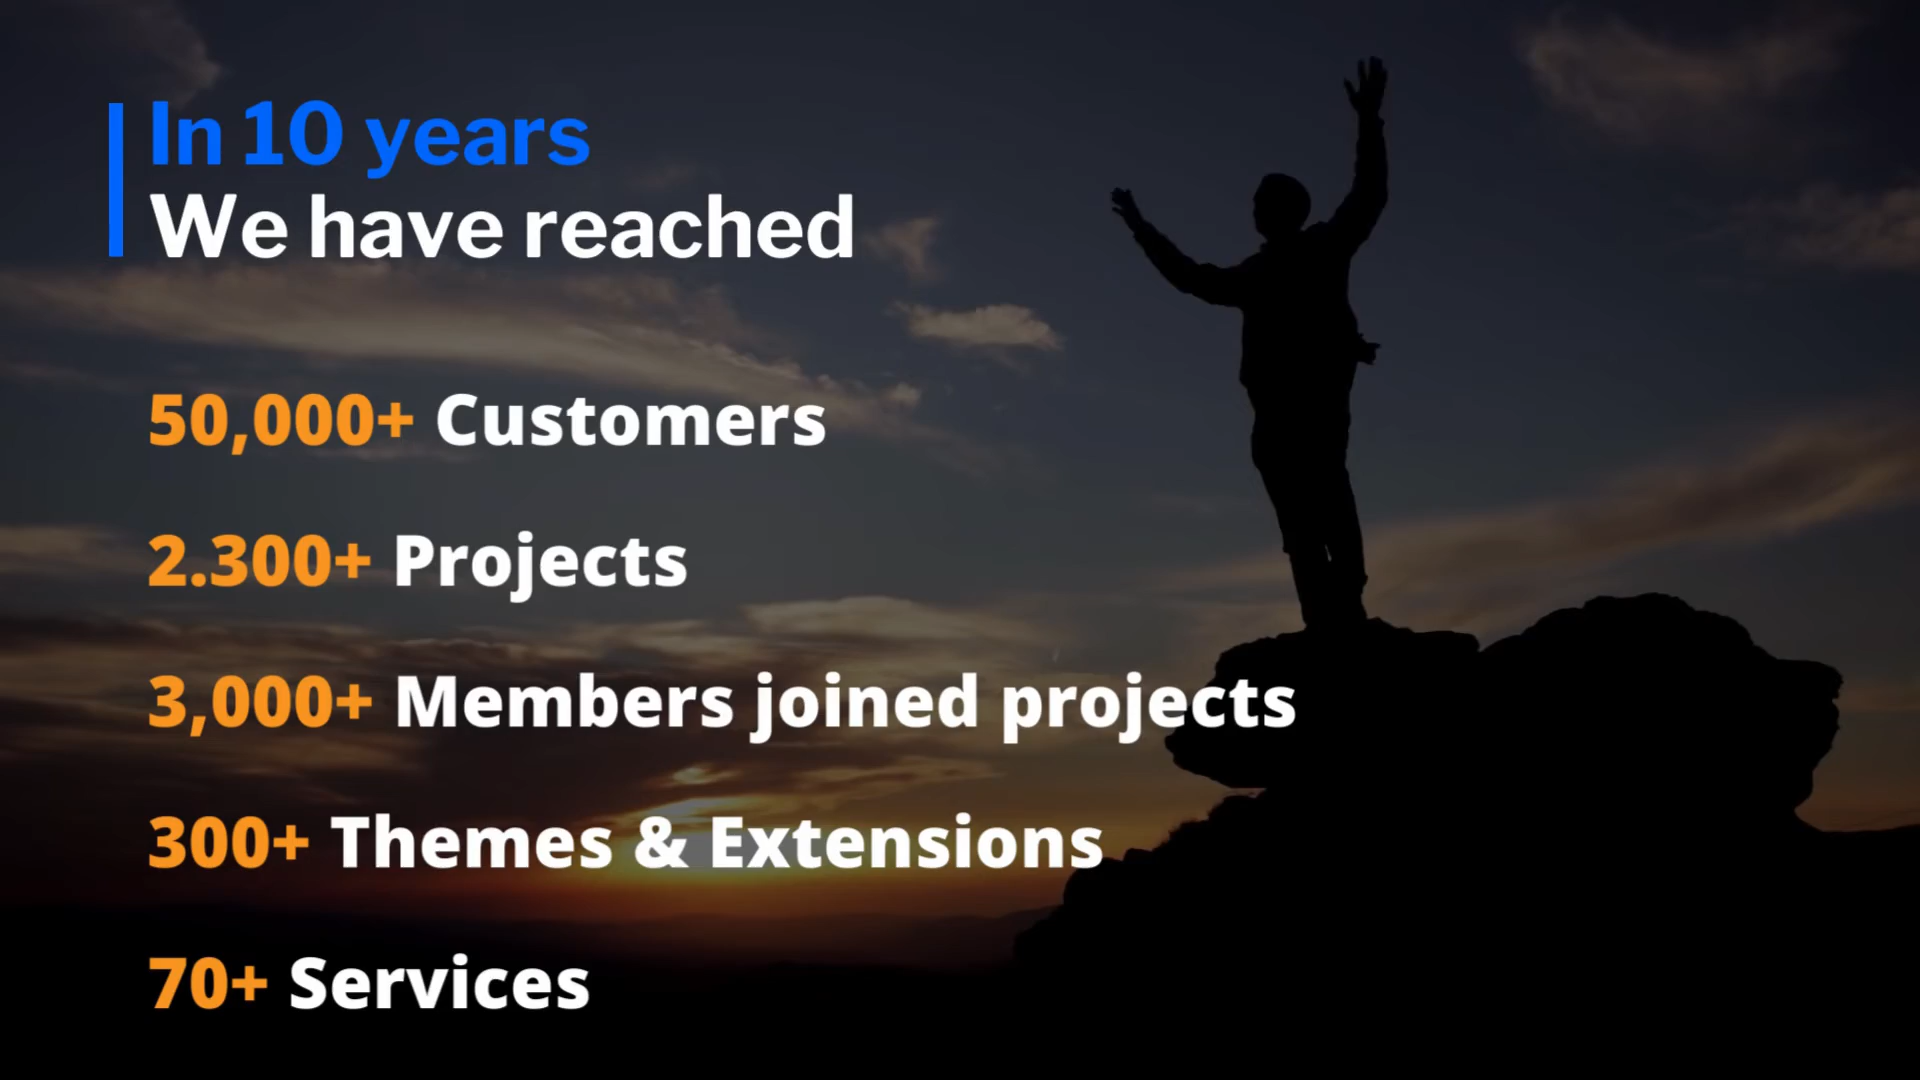 In 10 years
We have reached
50,000+ Customers
2.300+ Projects
3,000+ Members joined projects
300+ Themes & Extensions
70+ Services